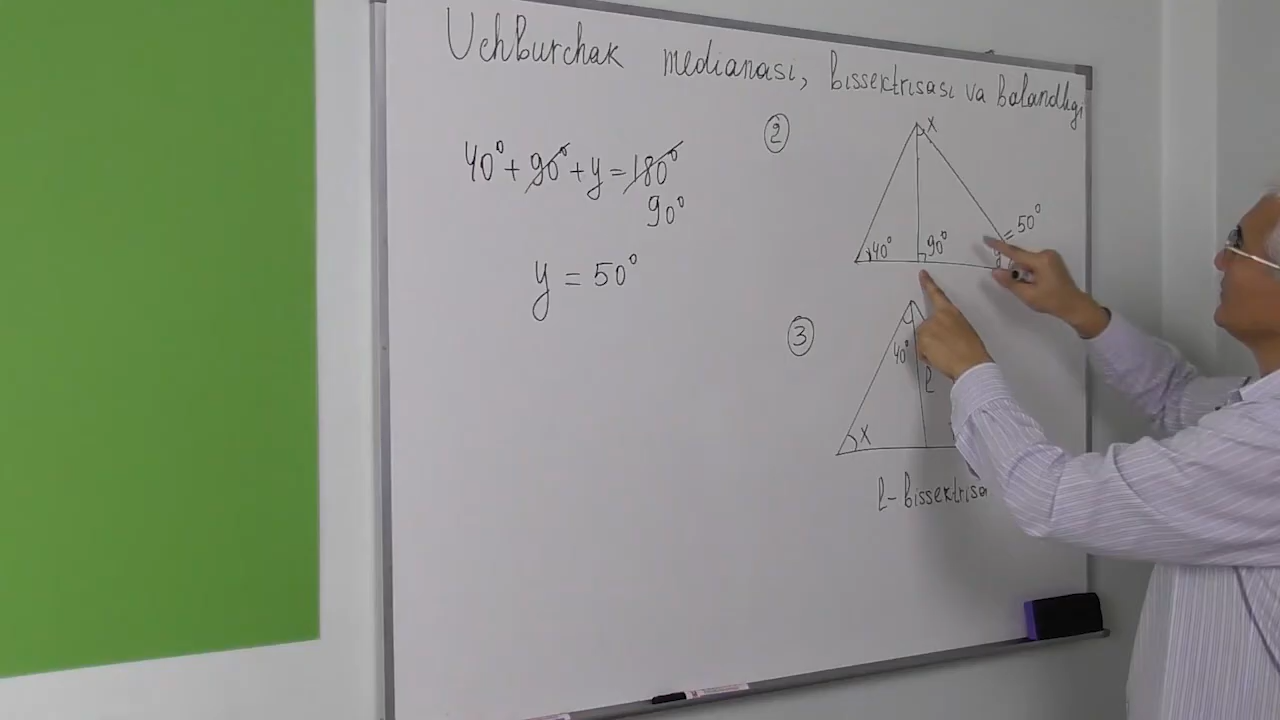 Uchburchak medianasi, bissektrisasi va balandligi
40° + 90° + y = 180°
90°
y = 50°
2
x
40°
90°
y = 50°
3
40°
l
x
l - bissektrisa